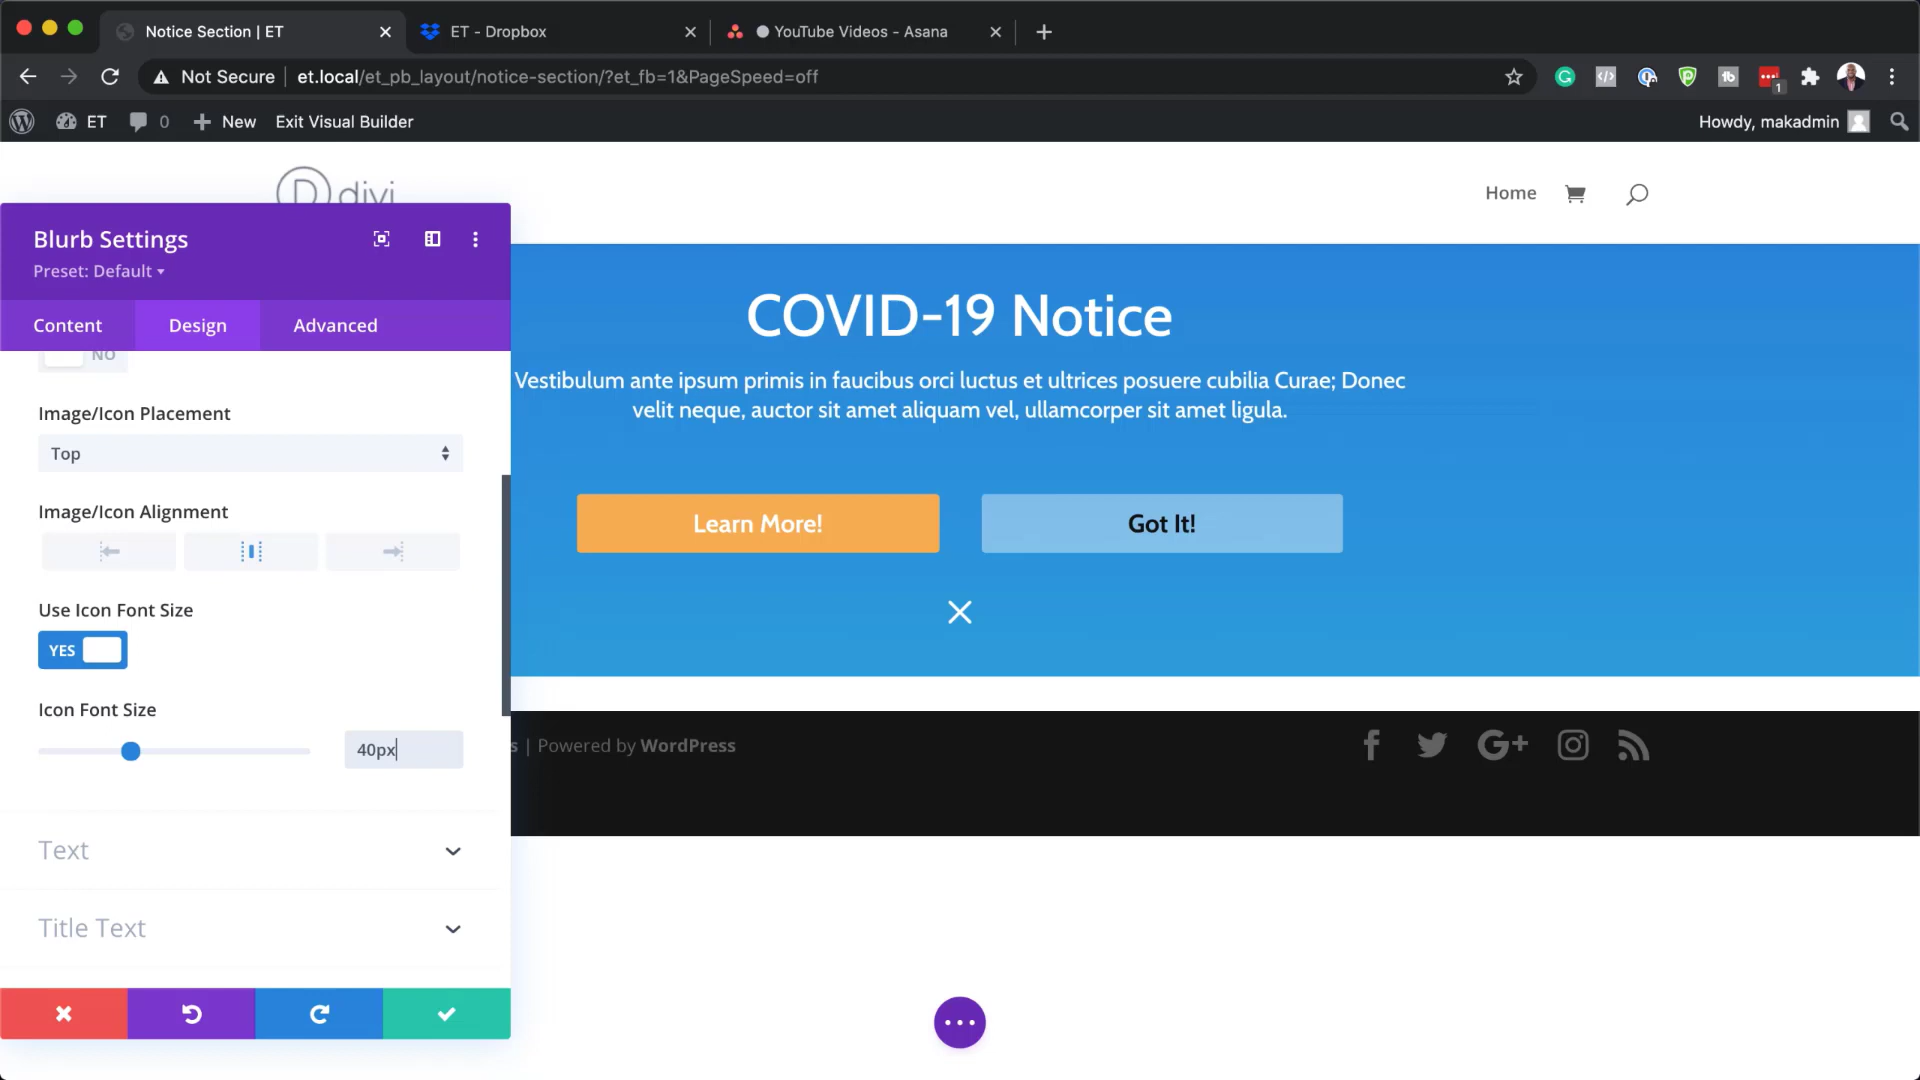 Notice Section | ET
ET - Dropbox
YouTube Videos - Asana
Not Secure
et.local/et_pb_layout/notice-section/?et_fb=1&PageSpeed=off
1
ET
0
New
Exit Visual Builder
Howdy, makadmin
divi
Home
Blurb Settings
Preset: Default
Content
Design
Advanced
NO
Image/Icon Placement
Top
Image/Icon Alignment
Use Icon Font Size
YES
Icon Font Size
40px
Text
Title Text
COVID-19 Notice
Vestibulum ante ipsum primis in faucibus orci luctus et ultrices posuere cubilia Curae; Donec
velit neque, auctor sit amet aliquam vel, ullamcorper sit amet ligula.
Learn More!
Got It!
s | Powered by WordPress